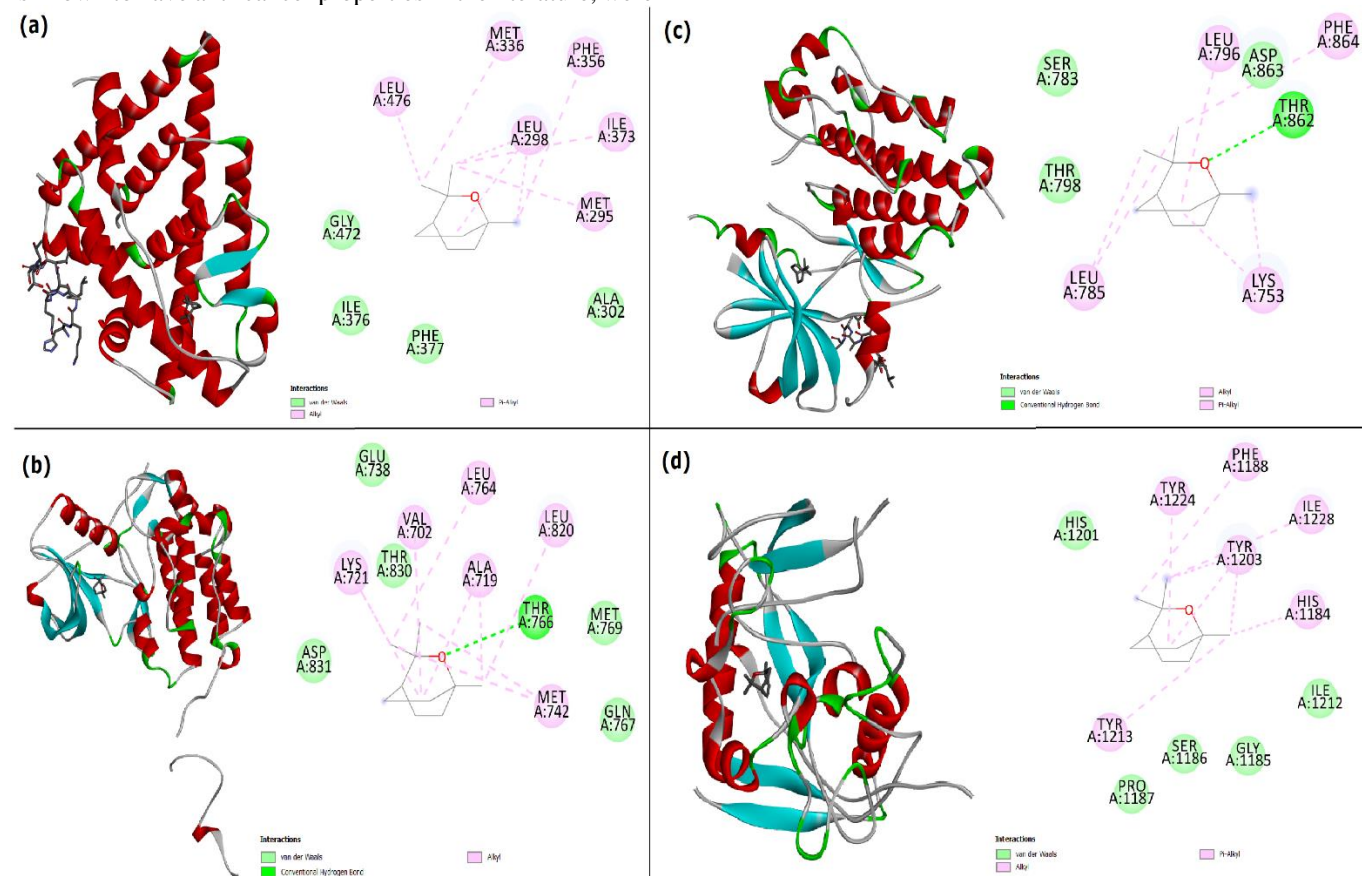 (a)
MET
A:336
PHE
A:356
LEU
A:476
LEU
A:298
ILE
A:373
MET
A:295
GLY
A:472
ILE
A:376
PHE
A:377
ALA
A:302
Interactions
van der Waals
Alkyl
Pi-Alkyl
O
(c)
LEU
A:796
PHE
A:864
SER
A:783
ASP
A:863
THR
A:862
THR
A:798
LEU
A:785
LYS
A:753
O
Interactions
van der Waals
Conventional Hydrogen Bond
Alkyl
Pi-Alkyl
(b)
GLU
A:738
LEU
A:764
VAL
A:702
LEU
A:820
LYS
A:721
THR
A:830
ALA
A:719
THR
A:766
MET
A:769
ASP
A:831
MET
A:742
GLN
A:767
O
Interactions
van der Waals
Conventional Hydrogen Bond
Alkyl
(d)
PHE
A:1188
TYR
A:1224
ILE
A:1228
HIS
A:1201
TYR
A:1203
HIS
A:1184
ILE
A:1212
TYR
A:1213
SER
A:1186
GLY
A:1185
PRO
A:1187
O
Interactions
van der Waals
Alkyl
Pi-Alkyl